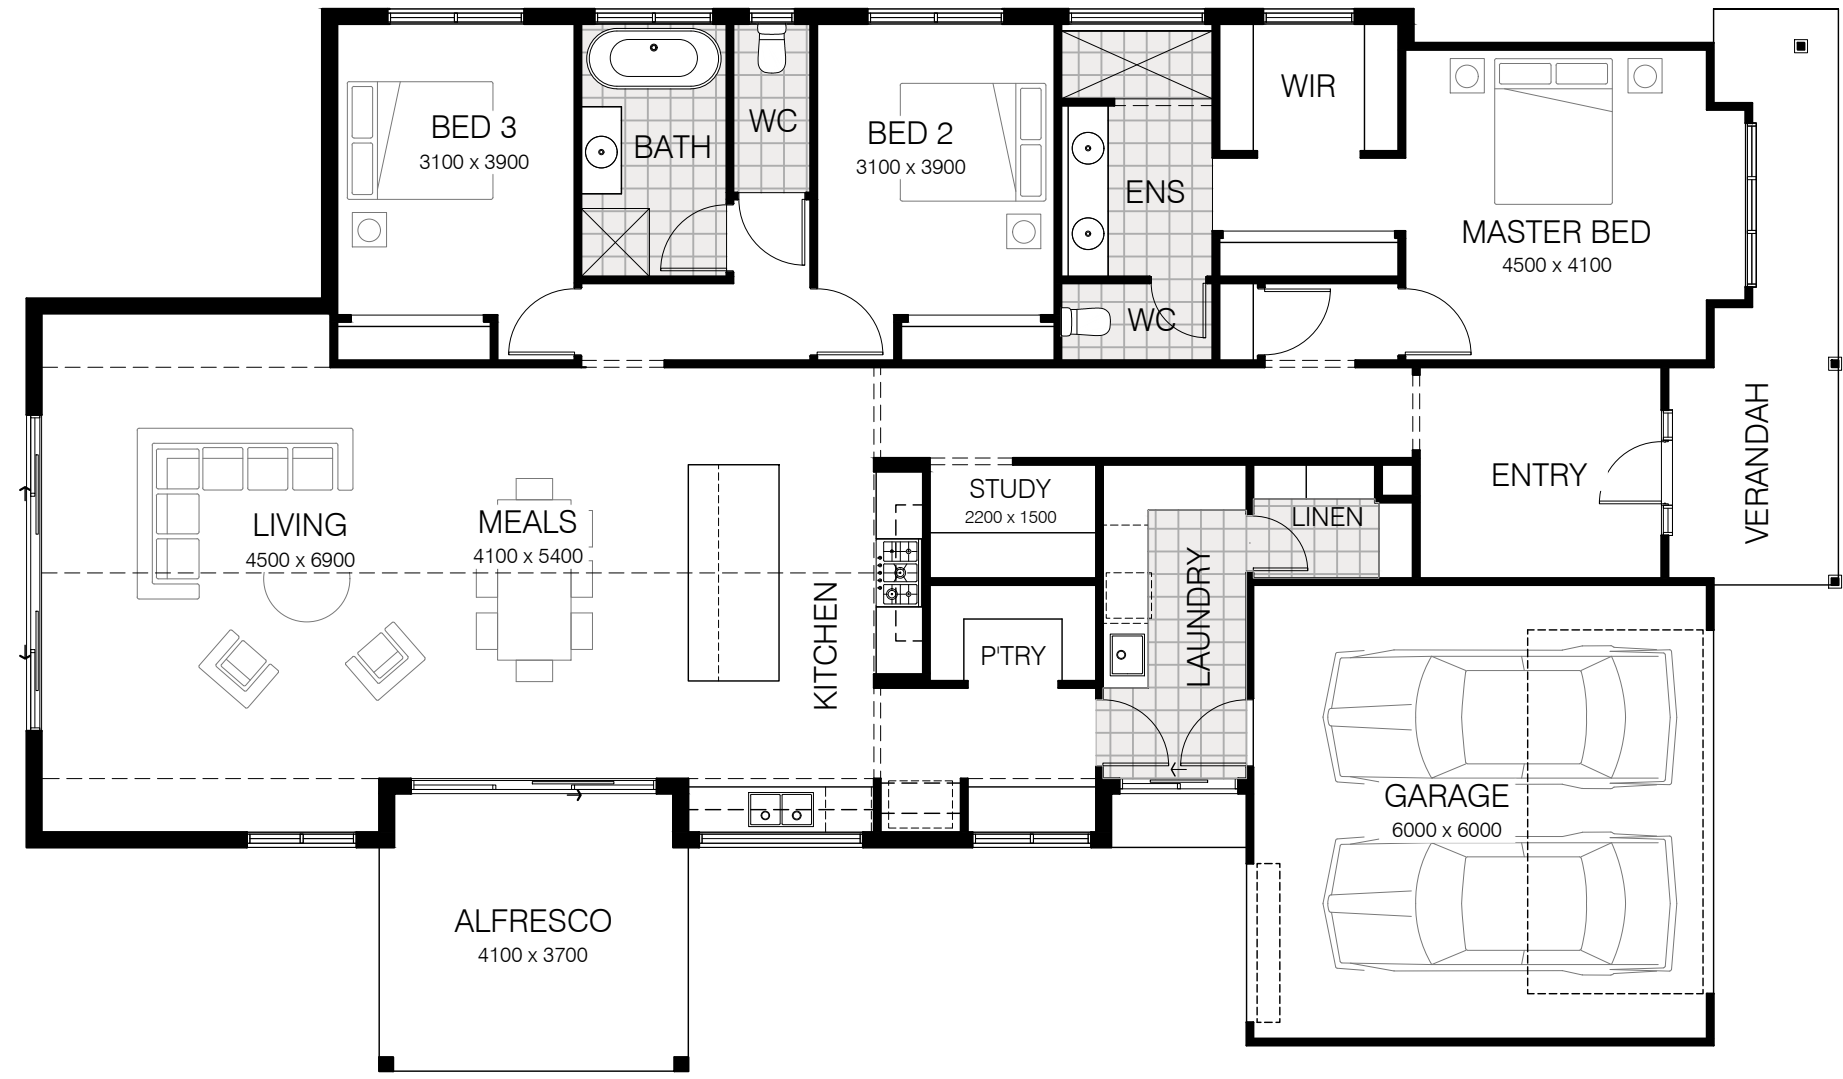 BED 3
3100 x 3900
BATH
WC
BED 2
3100 x 3900
ENS
WC
WIR
MASTER BED
4500 x 4100
LIVING
4500 x 6900
MEALS
4100 x 5400
KITCHEN
STUDY
2200 x 1500
P'TRY
LAUNDRY
LINEN
ENTRY
VERANDAH
GARAGE
6000 x 6000
ALFRESCO
4100 x 3700